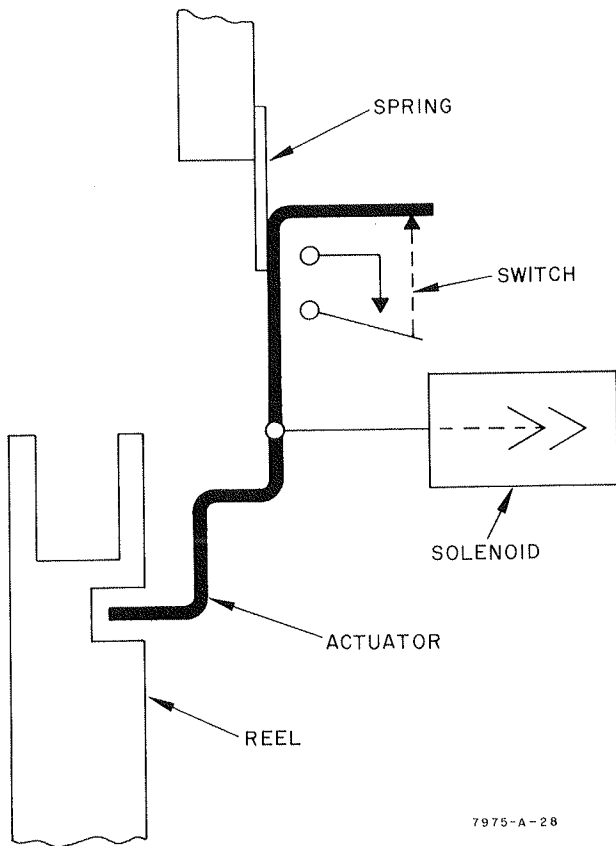 SPRING
SWITCH
SOLENOID
ACTUATOR
REEL
7975-A-28